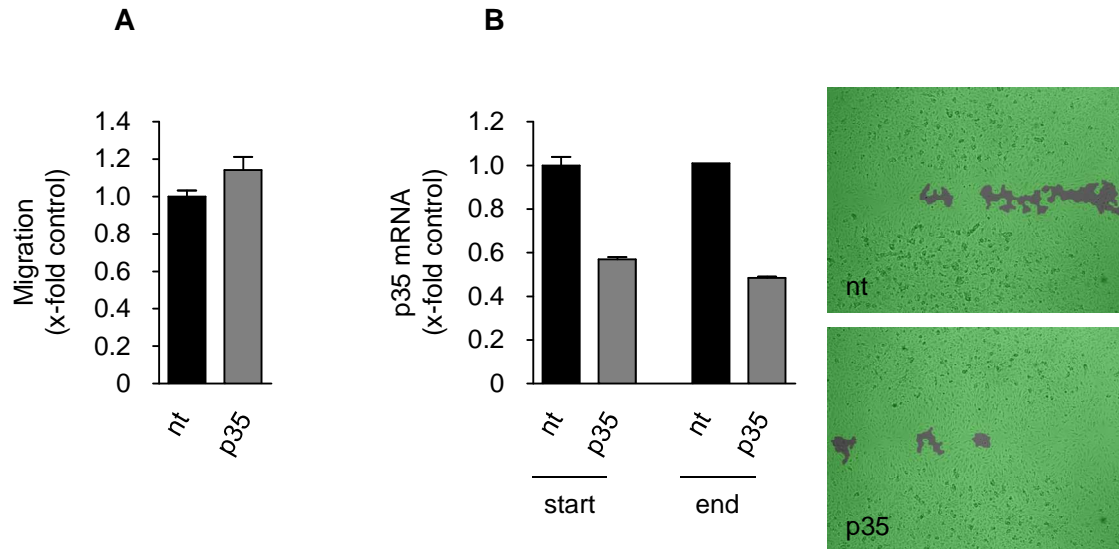 A
Migration
(x-fold control)
1.4
1.2
1.0
0.8
0.6
0.4
0.2
0
nt
p35
B
p35 mRNA
(x-fold control)
1.2
1.0
0.8
0.6
0.4
0.2
0
nt
p35
nt
p35
start
end
nt
p35